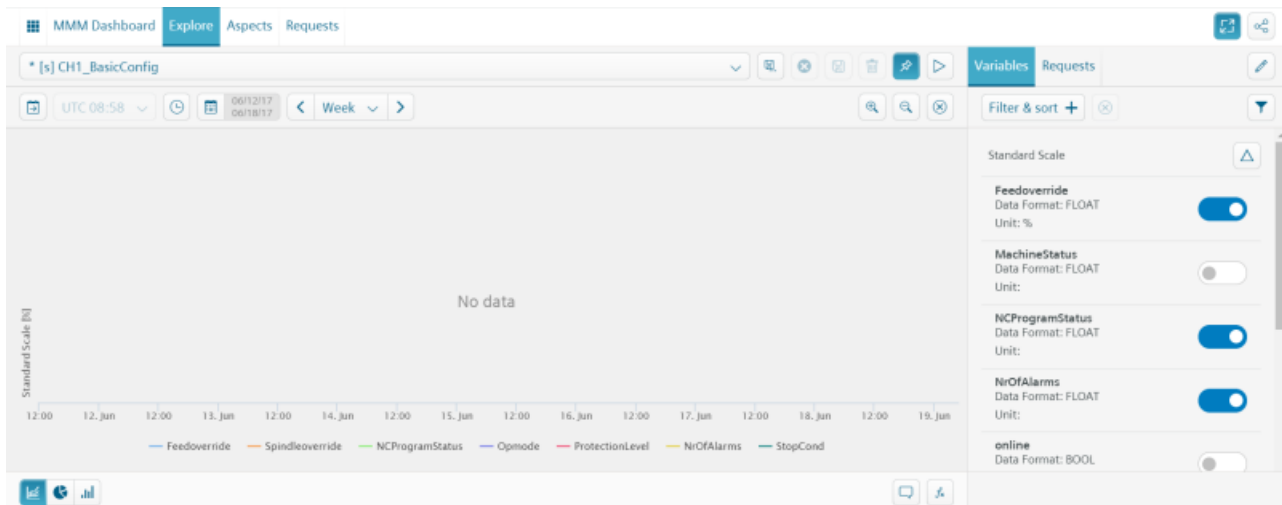 MMM Dashboard Explore Aspects Requests
* [s] CH1_BasicConfig
Variables Requests
UTC 08:58
06/12/17
06/18/17
Week
Filter & sort
Standard Scale
Feedoverride
Data Format: FLOAT
Unit: %
MachineStatus
Data Format: FLOAT
Unit:
NCProgramStatus
Data Format: FLOAT
Unit:
NrOfAlarms
Data Format: FLOAT
Unit:
online
Data Format: BOOL
No data
Standard Scale [%]
12:00 12. Jun 12:00 13. Jun 12:00 14. Jun 12:00 15. Jun 12:00 16. Jun 12:00 17. Jun 12:00 18. Jun 12:00 19. Jun
Feedoverride Spindleoverride NCProgramStatus Opmode ProtectionLevel NrOfAlarms StopCond